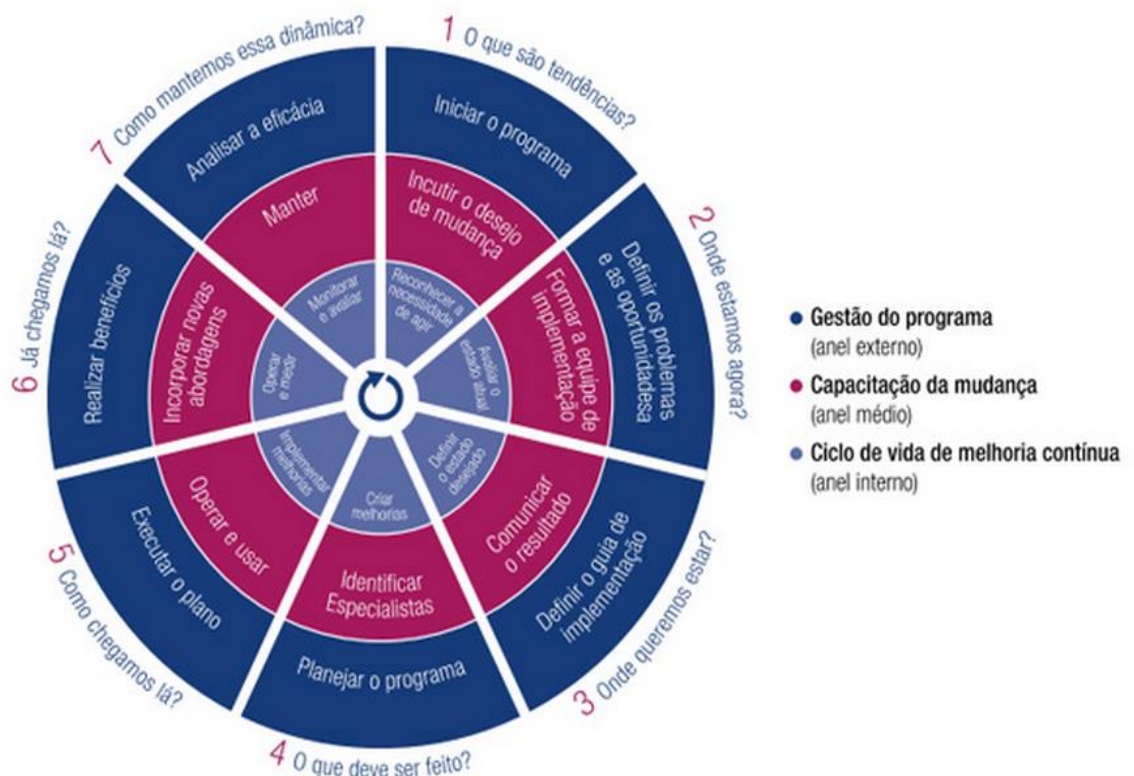 1 O que são tendências?
Iniciar o programa
Incutir o desejo
de mudança
Reconhecer a
necessidade
de agir
2 Onde estamos agora?
Definir os problemas
e as oportunidadesa
Formar a equipe de
implementação
Avaliar o
estado atual
3 Onde queremos estar?
Definir o guia de
implementação
Comunicar
o resultado
Definir
o estado
desejado
4 O que deve ser feito?
Planejar o programa
Identificar
Especialistas
Criar
melhorias
5 Como chegamos lá?
Executar o plano
Operar e usar
Implementar
melhorias
6 Já chegamos lá?
Realizar benefícios
Incorporar novas
abordagens
Operar
e medir
7 Como mantemos essa dinâmica?
Analisar a eficácia
Manter
Monitorar
e avaliar
Gestão do programa
(anel externo)
Capacitação da mudança
(anel médio)
Ciclo de vida de melhoria contínua
(anel interno)